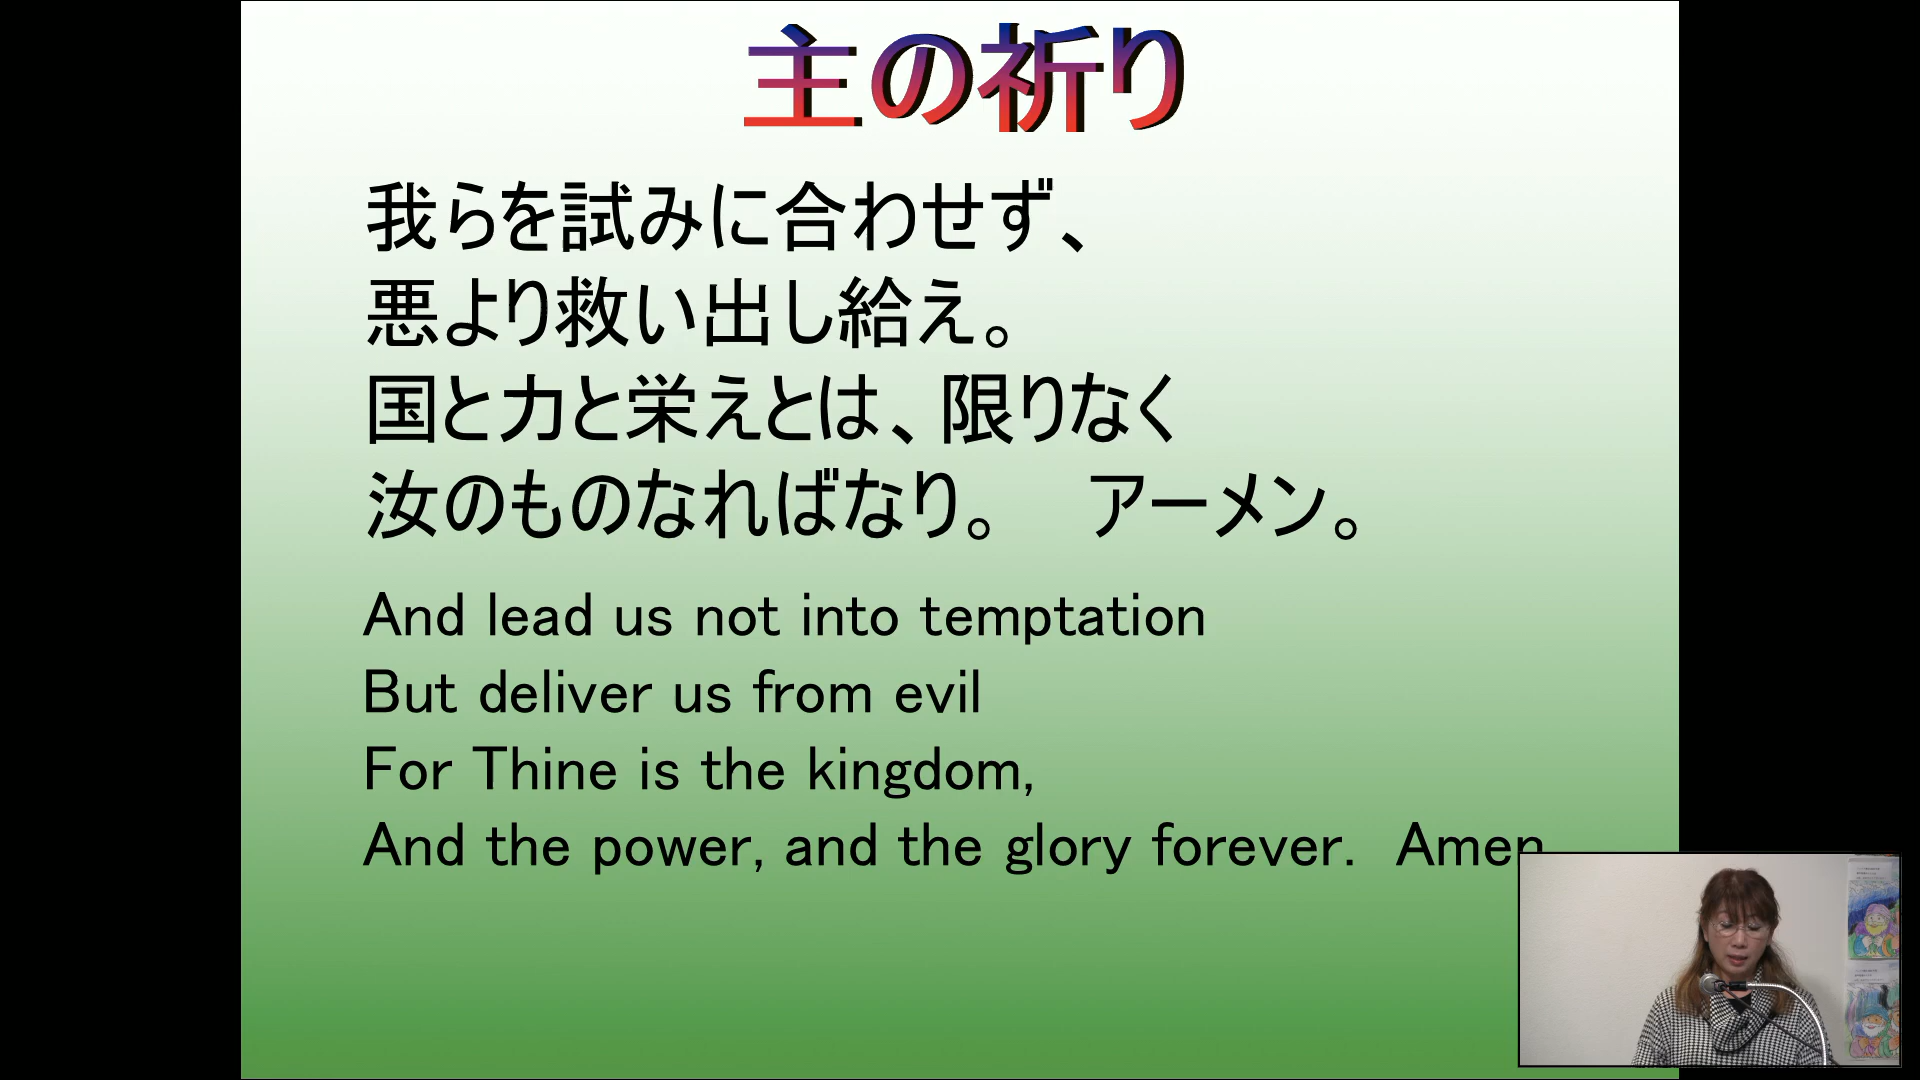 主の祈り
我らを試みに合わせず、
悪より救い出し給え。
国と力と栄えとは、限りなく
汝のものなればなり。　アーメン。
And lead us not into temptation
But deliver us from evil
For Thine is the kingdom,
And the power, and the glory forever.  Amen